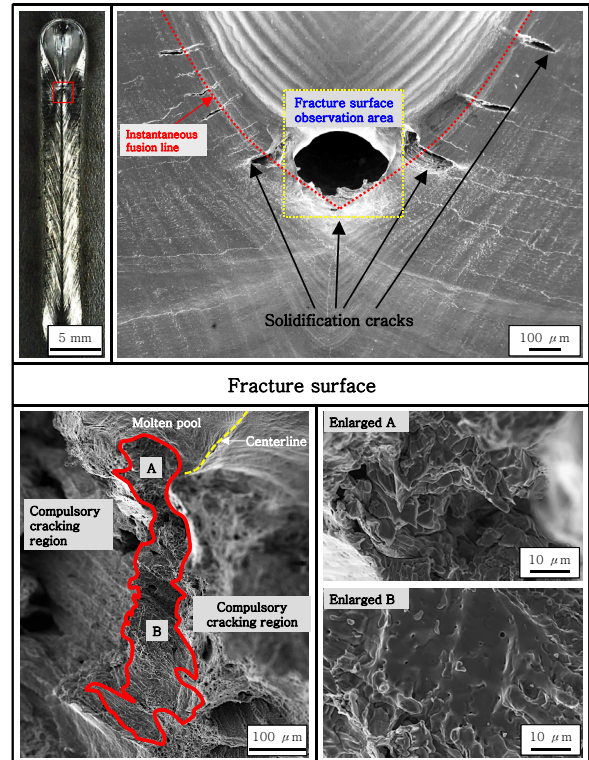 5 mm
Instantaneous
fusion line
Fracture surface
observation area
Solidification cracks
100 μm
Fracture surface
Molten pool
Centerline
A
Compulsory
cracking
region
Compulsory
cracking region
B
100 μm
Enlarged A
10 μm
Enlarged B
10 μm